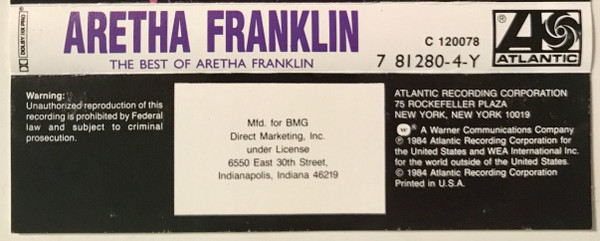 DOLBY HX PRO
ARETHA FRANKLIN
THE BEST OF ARETHA FRANKLIN
C 120078
7 81280-4-Y
ATLANTIC
Warning:
Unauthorized reproduction of this
recording is prohibited by Federal
law and subject to criminal
prosecution.
Mfd. for BMG
Direct Marketing, Inc.
under License
6550 East 30th Street,
Indianapolis, Indiana 46219
ATLANTIC RECORDING CORPORATION
75 ROCKEFELLER PLAZA
NEW YORK, NEW YORK 10019
w ® A Warner Communications Company
℗ 1984 Atlantic Recording Corporation for
the United States and WEA International Inc.
for the world outside of the United States.
© 1984 Atlantic Recording Corporation
Printed in U.S.A.